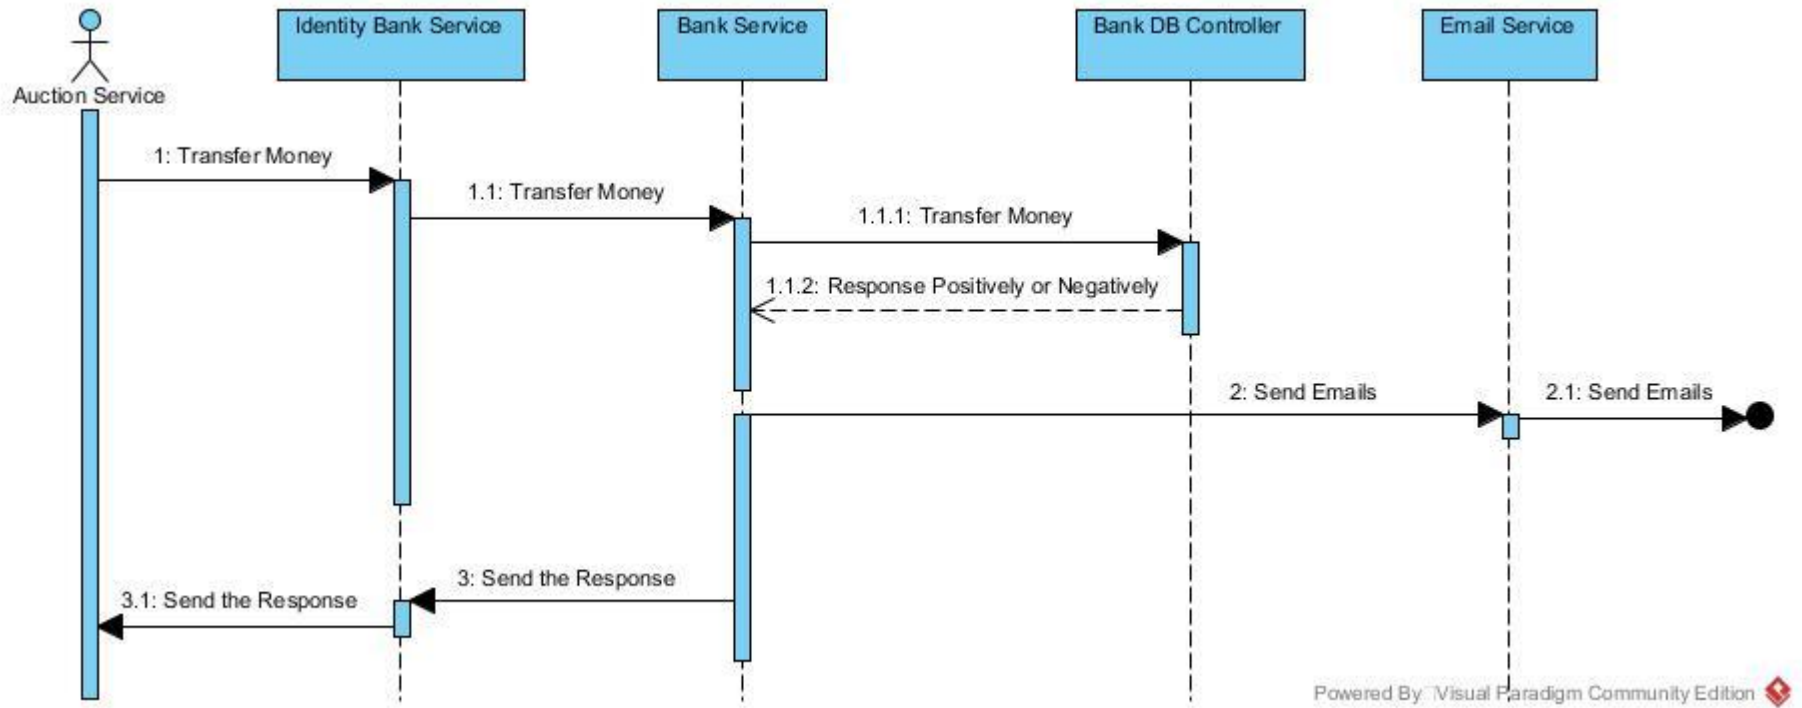 Identity Bank Service
Bank Service
Bank DB Controller
Email Service
Auction Service
1: Transfer Money
1.1: Transfer Money
1.1.1: Transfer Money
1.1.2: Response Positively or Negatively
2: Send Emails
2.1: Send Emails
3: Send the Response
3.1: Send the Response
Powered By Visual Paradigm Community Edition